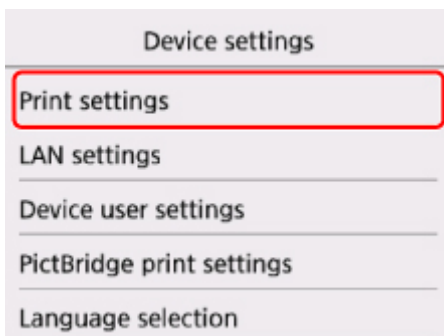 Device settings
Print settings
LAN settings
Device user settings
PictBridge print settings
Language selection